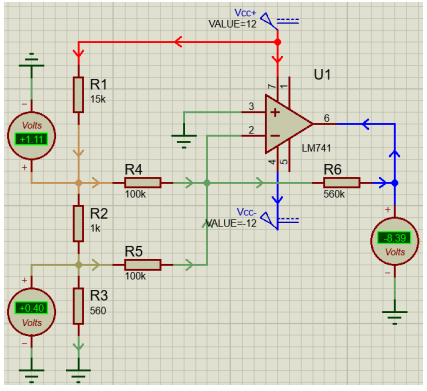 Vcc+
VALUE=12
R1
15k
U1
Volts
+1.11
7
1
3
2
6
4
5
LM741
R4
100k
R6
560k
R2
1k
Vcc-
VALUE=-12
R5
100k
-8.39
Volts
R3
560
+0.40
Volts